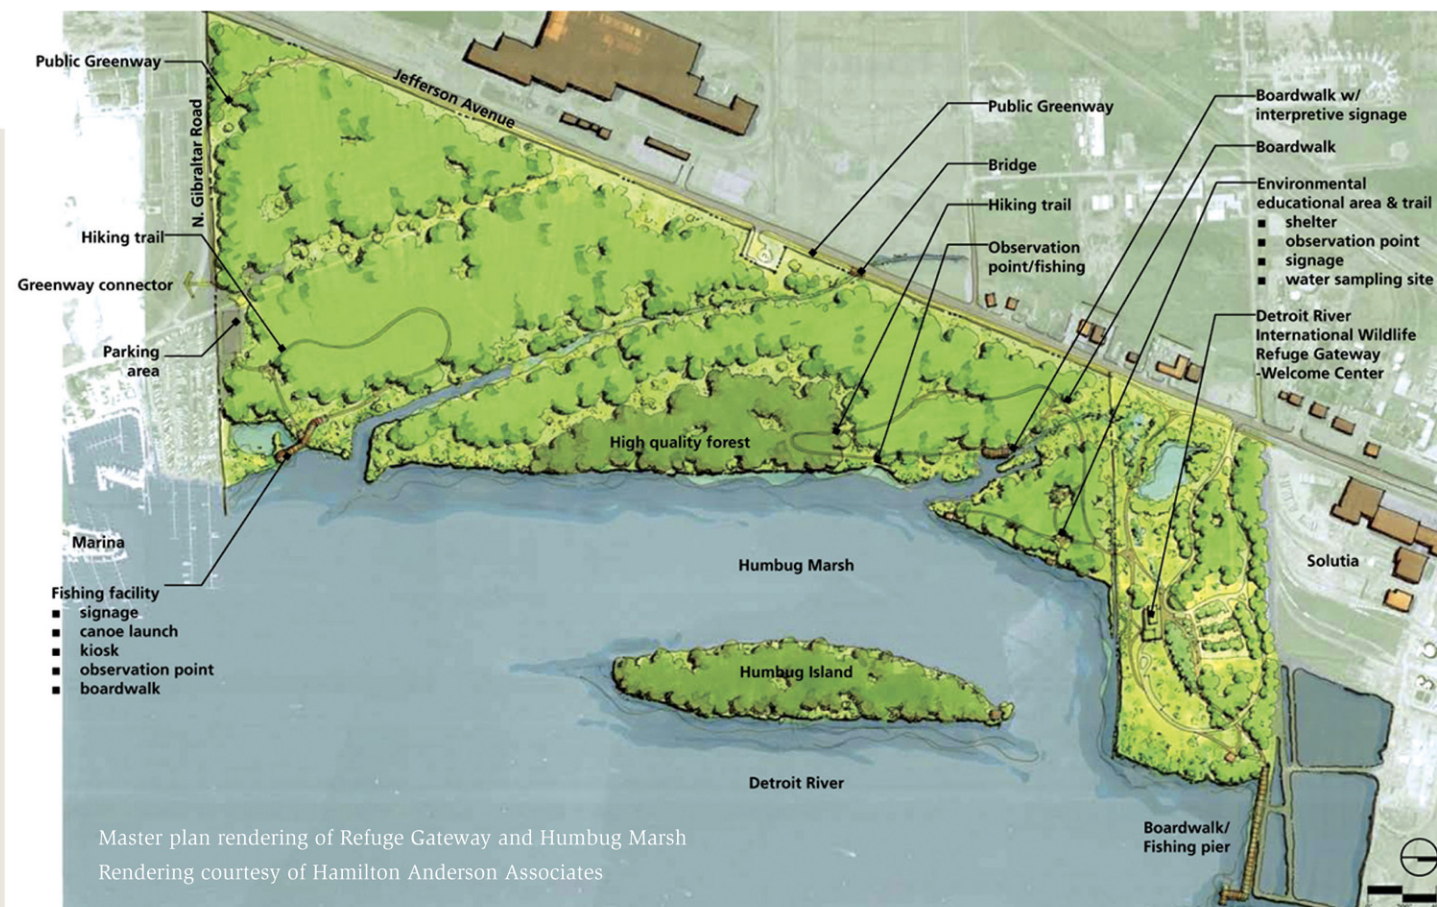 Public Greenway
N. Gibraltar Road
Jefferson Avenue
Hiking trail
Greenway connector
Parking
area
Marina
Fishing facility
■ signage
■ canoe launch
■ kiosk
■ observation point
■ boardwalk
Public Greenway
Bridge
Hiking trail
Observation
point/fishing
Boardwalk w/
interpretive signage
Boardwalk
Environmental
educational area & trail
■ shelter
■ observation point
■ signage
■ water sampling site
Detroit River
International Wildlife
Refuge Gateway
-Welcome Center
High quality forest
Humbug Marsh
Solutia
Humbug Island
Detroit River
Boardwalk/
Fishing pier
Master plan rendering of Refuge Gateway and Humbug Marsh
Rendering courtesy of Hamilton Anderson Associates